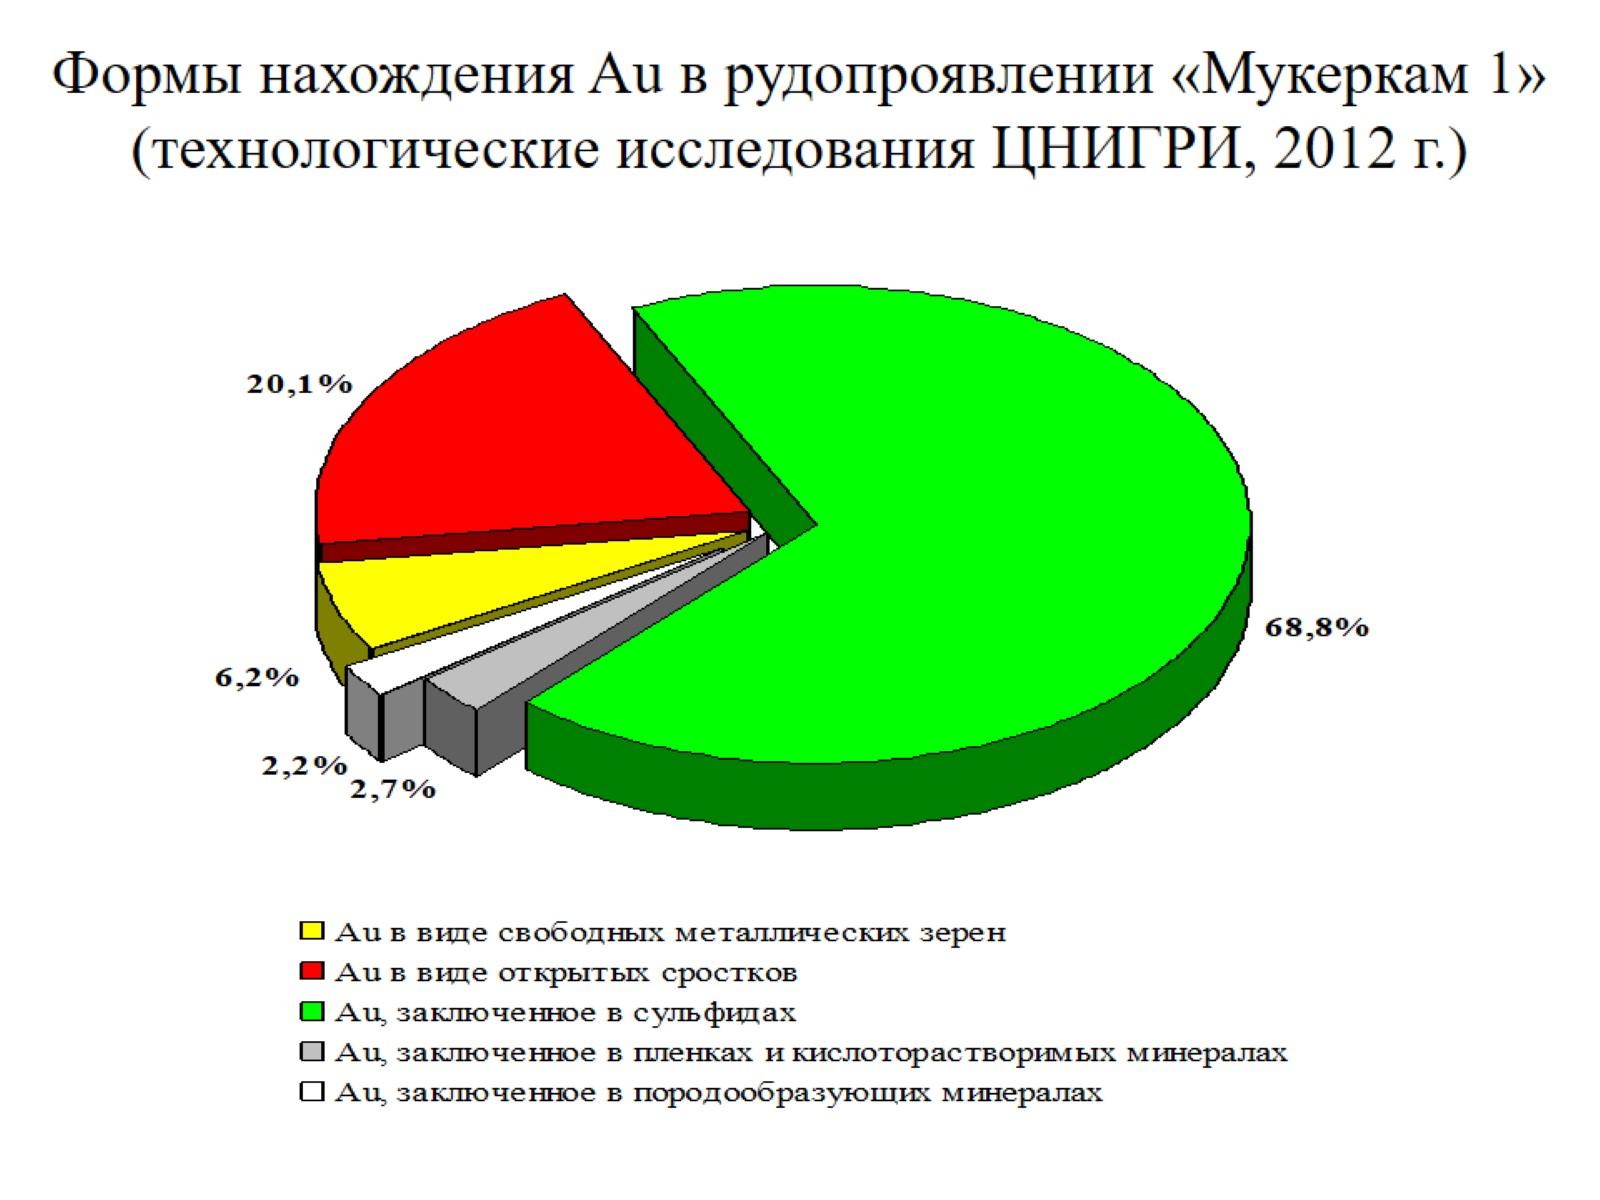 Формы нахождения Au в рудопроявлении «Мукеркам 1»
(технологические исследования ЦНИГРИ, 2012 г.)
20,1%
68,8%
6,2%
2,2%
2,7%
Au в виде свободных металлических зерен
Au в виде открытых сростков
Au, заключенное в сульфидах
Au, заключенное в пленках и кислоторастворимых минералах
Au, заключенное в породообразующих минералах